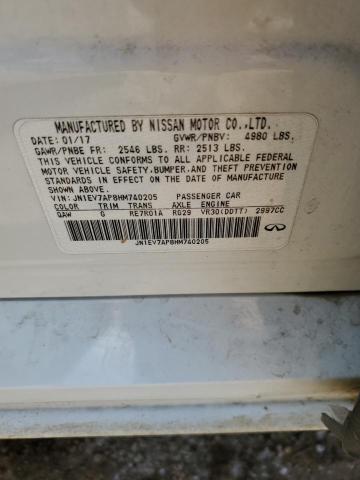 MANUFACTURED BY NISSAN MOTOR CO.,LTD.
DATE: 01/17 GVWR/PNBV: 4980 LBS.
GAWR/PNBE FR: 2546 LBS. RR: 2513 LBS.
THIS VEHICLE CONFORMS TO ALL APPLICABLE FEDERAL
MOTOR VEHICLE SAFETY,BUMPER,AND THEFT PREVENTION
STANDARDS IN EFFECT ON THE DATE OF MANUFACTURE
SHOWN ABOVE.
VIN:JN1EV7AP8HM740205 PASSENGER CAR
COLOR TRIM TRANS AXLE ENGINE
QAW G RE7R01A RG29 VR30(DDTT) 2997CC
JN1EV7AP8HM740205